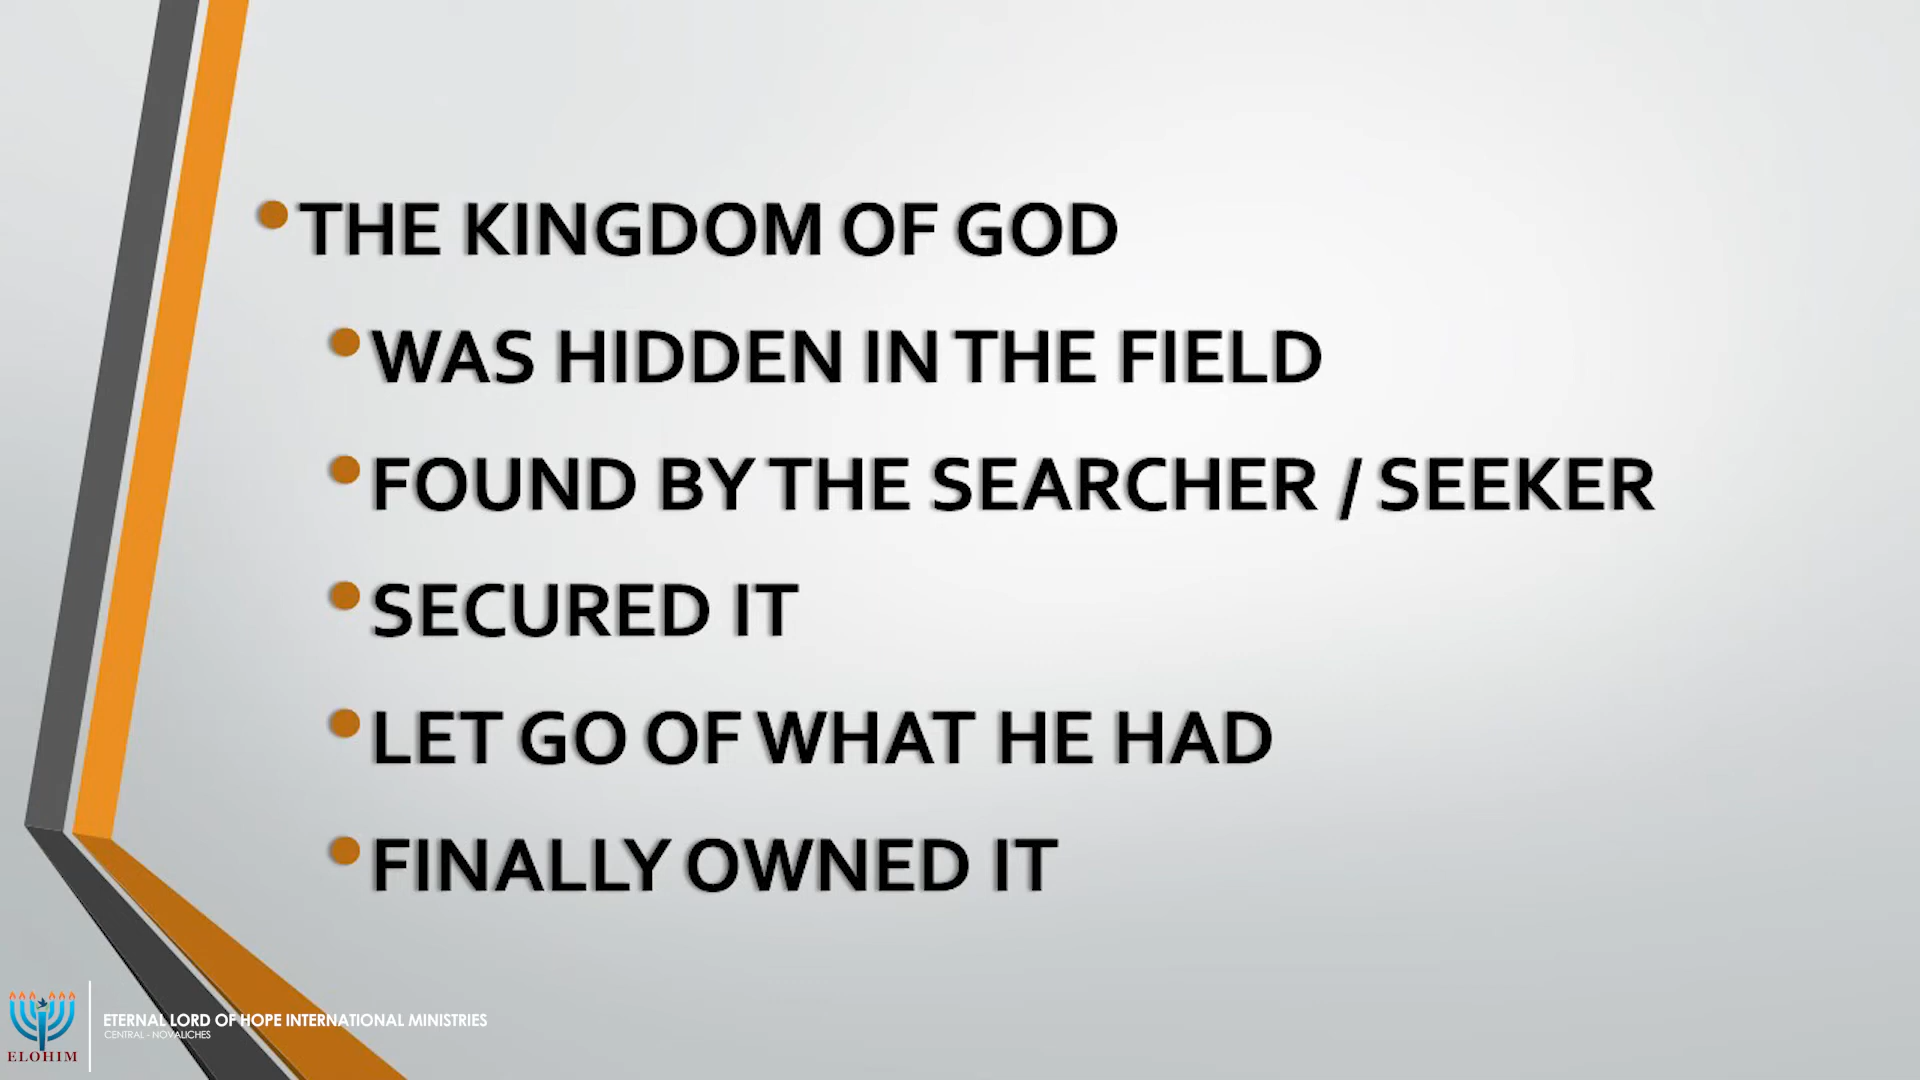 • THE KINGDOM OF GOD
• WAS HIDDEN IN THE FIELD
• FOUND BY THE SEARCHER / SEEKER
• SECURED IT
• LET GO OF WHAT HE HAD
• FINALLY OWNED IT
ETERNAL LORD OF HOPE INTERNATIONAL MINISTRIES
CENTRAL - NOVALICHES
ELOHIM